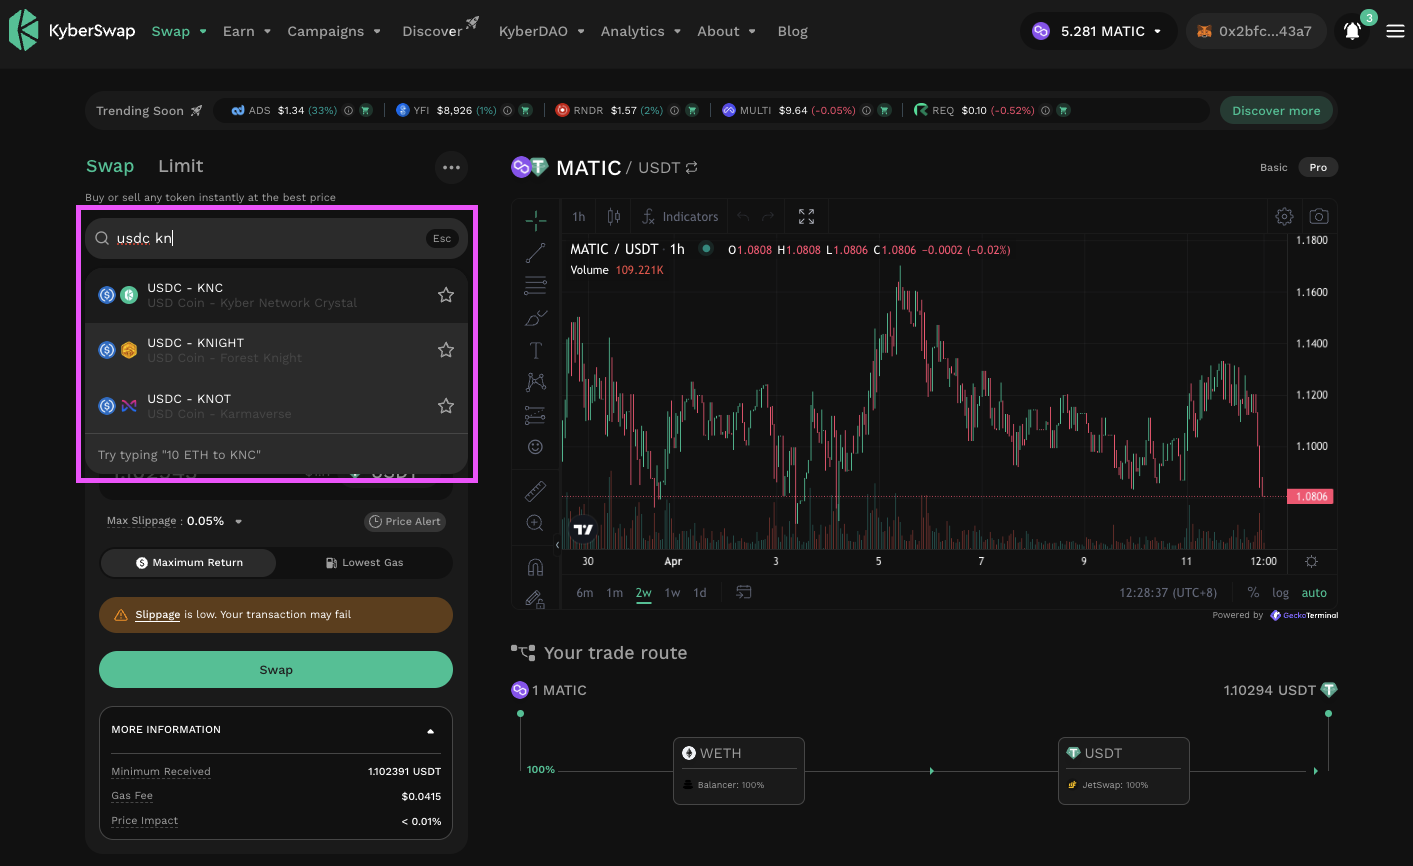 KyberSwap Swap Earn Campaigns Discover KyberDAO Analytics About Blog 5.281 MATIC 0x2bfc...43a7 3
Trending Soon ADS $1.34 (33%) YFI $8,926 (1%) RNDR $1.57 (2%) MULTI $9.64 (-0.05%) REQ $0.10 (-0.52%) Discover more
Swap Limit
Buy or sell any token instantly at the best price
usdc kn Esc
USDC - KNC
USD Coin - Kyber Network Crystal
USDC - KNIGHT
USD Coin - Forest Knight
USDC - KNOT
USD Coin - Karmaverse
Try typing "10 ETH to KNC"
USDT
Max Slippage : 0.05% Price Alert
Maximum Return Lowest Gas
Slippage is low. Your transaction may fail
Swap
MORE INFORMATION
Minimum Received 1.102391 USDT
Gas Fee $0.0415
Price Impact < 0.01%
MATIC / USDT Basic Pro
1h Indicators
MATIC / USDT · 1h O1.0808 H1.0808 L1.0806 C1.0806 -0.0002 (-0.02%)
Volume 109.221K
1.1800
1.1600
1.1400
1.1200
1.1000
1.0806
30 Apr 3 5 7 9 11 12:00
6m 1m 2w 1w 1d 12:28:37 (UTC+8) % log auto
Powered by GeckoTerminal
Your trade route
1 MATIC 1.10294 USDT
100%
WETH
Balancer: 100%
USDT
JetSwap: 100%